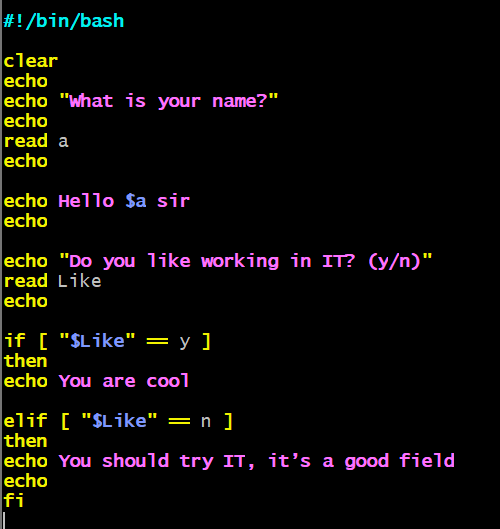 #!/bin/bash
clear
echo
echo "What is your name?"
echo
read a
echo
echo Hello $a sir
echo
echo "Do you like working in IT? (y/n)"
read Like
echo
if [ "$Like" == y ]
then
echo You are cool
elif [ "$Like" == n ]
then
echo You should try IT, it’s a good field
echo
fi